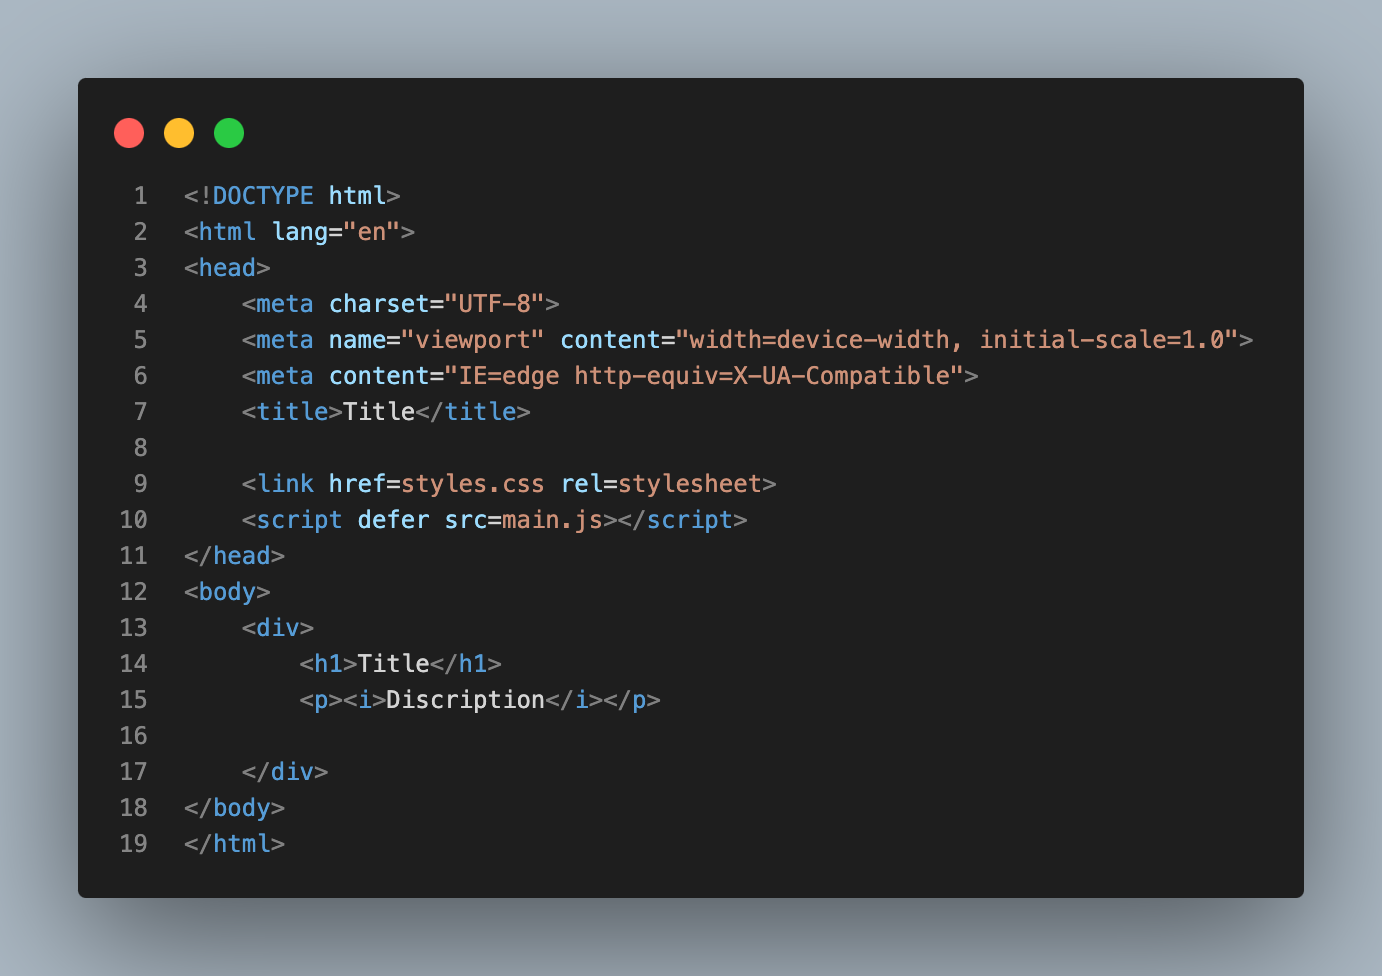 1 <!DOCTYPE html>
2 <html lang="en">
3 <head>
4     <meta charset="UTF-8">
5     <meta name="viewport" content="width=device-width, initial-scale=1.0">
6     <meta content="IE=edge http-equiv=X-UA-Compatible">
7     <title>Title</title>
8
9     <link href=styles.css rel=stylesheet>
10     <script defer src=main.js></script>
11 </head>
12 <body>
13     <div>
14         <h1>Title</h1>
15         <p><i>Discription</i></p>
16
17     </div>
18 </body>
19 </html>